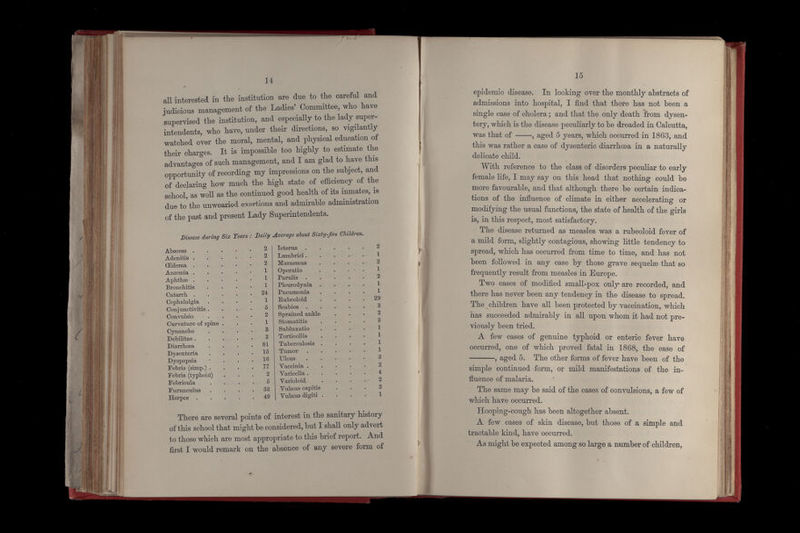 14
all interested in the institution are due to the careful and
judicious management of the Ladies' Committee, who have
supervised the institution, and especially to the lady super-
intendents, who have, under their directions, so vigilantly
watched over the moral, mental, and physical education of
their charges. It is impossible too highly to estimate the
advantages of such management, and I am glad to have this
opportunity of recording my impressions on the subject, and
of declaring how much the high state of efficiency of the
school, as well as the continued good health of its inmates, is
due to the unwearied exertions and admirable administration
of the past and present Lady Superintendents.
Disease during Six Years: Daily Average about Sixty-five Children.
Abscess . . . . . 2
Adenitis . . . . . 2
Œdema . . . . . 2
Anæmia . . . . . 1
Aphthæ . . . . . 1
Bronchitis . . . . 1
Catarrh . . . . . 24
Cephalalgia . . . . 1
Conjunctivitis . . . . 5
Convulsio . . . . 2
Curvature of spine . . . 1
Cynanche . . . . 3
Debilitas . . . . . 3
Diarrhœa . . . . 81
Dysenteria . . . . 15
Dyspepsia . . . . 16
Febris (simp.) . . . . 77
Febris (typhoid) . . . 2
Febricula . . . . 5
Furunculus . . . . 32
Herpes . . . . . 49
Icterus . . . . . 2
Lumbrici . . . . . 1
Marasmus . . . . 3
Operatio . . . . 1
Parulis . . . . . 2
Pleurodynia . . . . 1
Pneumonia . . . . 1
Rubeoloid . . . . 29
Scabies . . . . . 3
Sprained ankle . . . . 2
Stomatitis . . . . 3
Subluxatio . . . . 1
Torticollis . . . . 1
Tuberculosis . . . . 1
Tumor . . . . . 1
Ulcus . . . . . 3
Vaccinia . . . . . 3
Varicella . . . . . 4
Varioloid . . . . . 2
Vulnus capitis . . . . 3
Vulnus digiti . . . . 1
There are several points of interest in the sanitary history
of this school that might be considered, but I shall only advert
to those which are most appropriate to this brief report. And
first I would remark on the absence of any severe form of
15
epidemic disease. In looking over the monthly abstracts of
admissions into hospital, I find that there has not been a
single case of cholera; and that the only death from dysen-
tery, which is the disease peculiarly to be dreaded in Calcutta,
was that of ——, aged 5 years, which occurred in 1863, and
this was rather a case of dysenteric diarrhœa in a naturally
delicate child.
With reference to the class of disorders peculiar to early
female life, I may say on this head that nothing could be
more favourable, and that although there be certain indica-
tions of the influence of climate in either accelerating or
modifying the usual functions, the state of health of the girls
is, in this respect, most satisfactory.
The disease returned as measles was a rubeoloid fever of
a mild form, slightly contagious, showing little tendency to
spread, which has occurred from time to time, and has not
been followed in any case by those grave sequelæ that so
frequently result from measles in Europe.
Two cases of modified small-pox only are recorded, and
there has never been any tendency in the disease to spread.
The children have all been protected by vaccination, which
has succeeded admirably in all upon whom it had not pre-
viously been tried.
A few cases of genuine typhoid or enteric fever have
occurred, one of which proved fatal in 1868, the case of
———, aged 5. The other forms of fever have been of the
simple continued form, or mild manifestations of the in-
fluence of malaria.
The same may be said of the cases of convulsions, a few of
which have occurred.
Hooping-cough has been altogether absent.
A few cases of skin disease, but those of a simple and
tractable kind, have occurred.
As might be expected among so large a number of children,